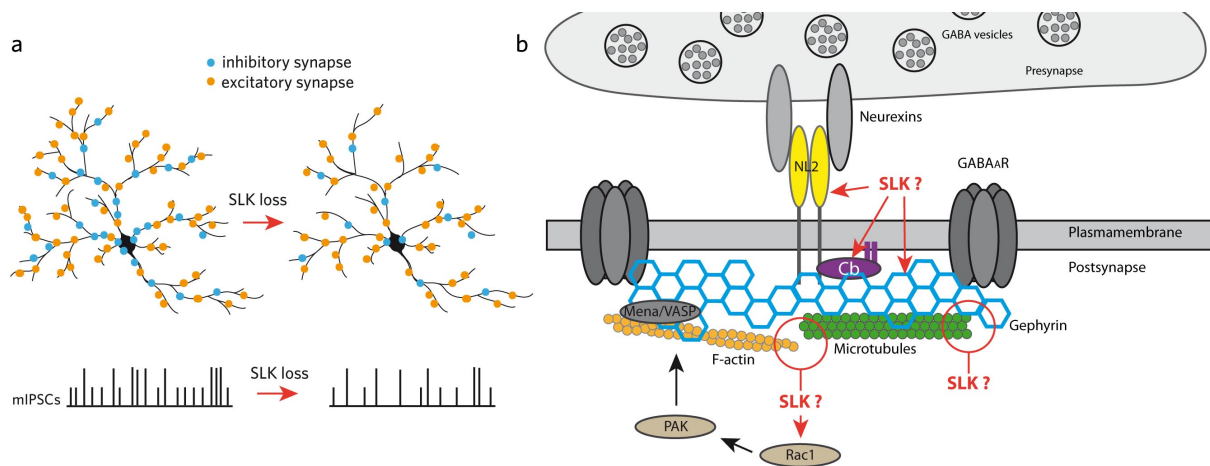 a
inhibitory synapse
excitatory synapse
SLK loss
mIPSCs
SLK loss
b
GABA vesicles
Presynapse
Neurexins
NL2
SLK ?
GABAAR
Plasmamembrane
Postsynapse
Cb
Mena/VASP
Gephyrin
F-actin
Microtubules
SLK ?
SLK ?
PAK
Rac1